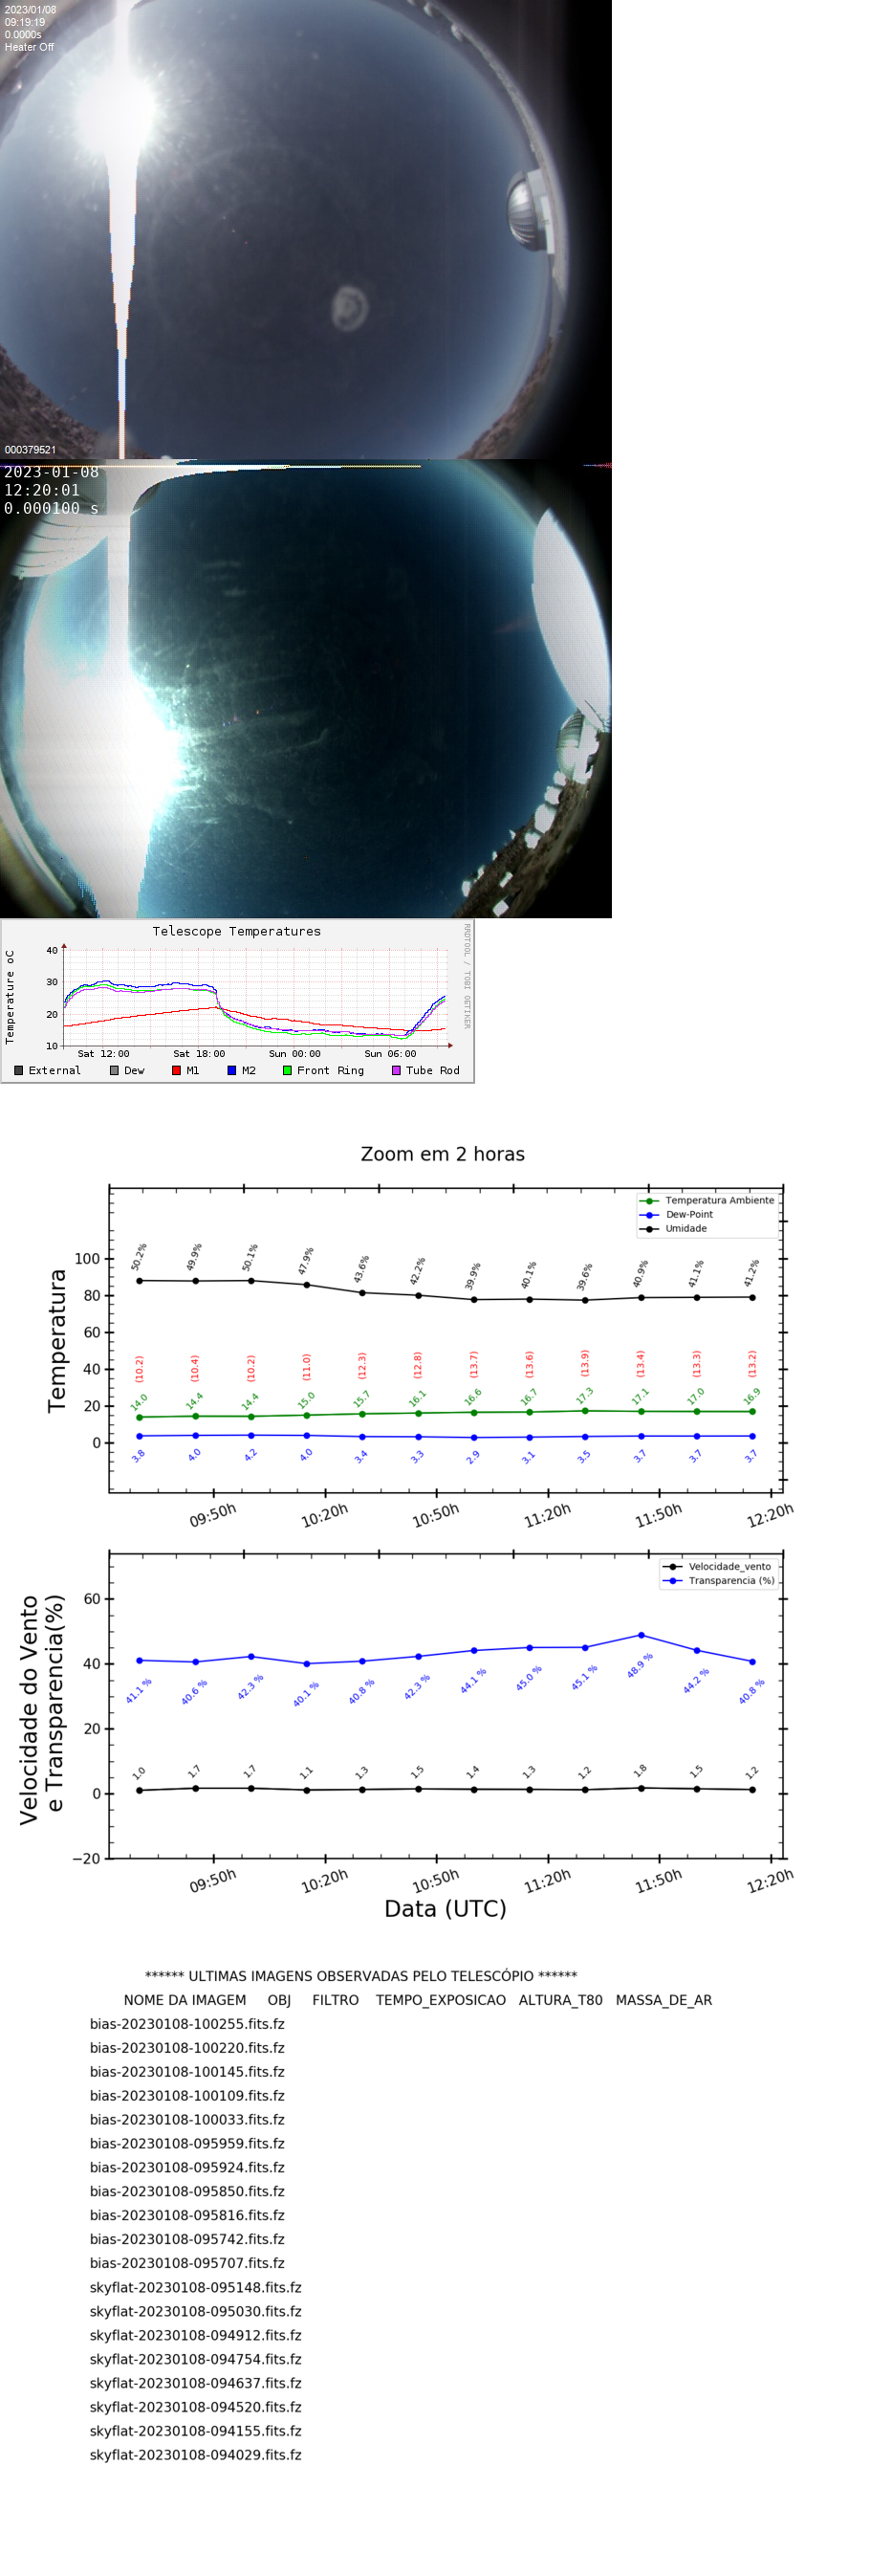 2023/01/08
09:19:19
0.0000s
Heater Off
000379521
2023-01-08
12:20:01
0.000100 s
Telescope Temperatures
Temperature oC
RRDTOOL / TOBI OETIKER
40
30
20
10
Sat 12:00 Sat 18:00 Sun 00:00 Sun 06:00
External Dew M1 M2 Front Ring Tube Rod
Zoom em 2 horas
Temperatura
Temperatura Ambiente
Dew-Point
Umidade
100
80
60
40
20
0
50.2% 49.9% 50.1% 47.9% 43.6% 42.2% 39.9% 40.1% 39.6% 40.9% 41.1% 41.2%
(10.2) (10.4) (10.2) (11.0) (12.3) (12.8) (13.7) (13.6) (13.9) (13.4) (13.3) (13.2)
14.0 14.4 14.4 15.0 15.7 16.1 16.6 16.7 17.3 17.1 17.0 16.9
3.8 4.0 4.2 4.0 3.4 3.3 2.9 3.1 3.5 3.7 3.7 3.7
09:50h 10:20h 10:50h 11:20h 11:50h 12:20h
Velocidade do Vento
e Transparencia(%)
Velocidade_vento
Transparencia (%)
60
40
20
0
−20
41.1 % 40.6 % 42.3 % 40.1 % 40.8 % 42.3 % 44.1 % 45.0 % 45.1 % 48.9 % 44.2 % 40.8 %
1.0 1.7 1.7 1.1 1.3 1.5 1.4 1.3 1.2 1.8 1.5 1.2
09:50h 10:20h 10:50h 11:20h 11:50h 12:20h
Data (UTC)
****** ULTIMAS IMAGENS OBSERVADAS PELO TELESCÓPIO ******
NOME DA IMAGEM OBJ FILTRO TEMPO_EXPOSICAO ALTURA_T80 MASSA_DE_AR
bias-20230108-100255.fits.fz
bias-20230108-100220.fits.fz
bias-20230108-100145.fits.fz
bias-20230108-100109.fits.fz
bias-20230108-100033.fits.fz
bias-20230108-095959.fits.fz
bias-20230108-095924.fits.fz
bias-20230108-095850.fits.fz
bias-20230108-095816.fits.fz
bias-20230108-095742.fits.fz
bias-20230108-095707.fits.fz
skyflat-20230108-095148.fits.fz
skyflat-20230108-095030.fits.fz
skyflat-20230108-094912.fits.fz
skyflat-20230108-094754.fits.fz
skyflat-20230108-094637.fits.fz
skyflat-20230108-094520.fits.fz
skyflat-20230108-094155.fits.fz
skyflat-20230108-094029.fits.fz